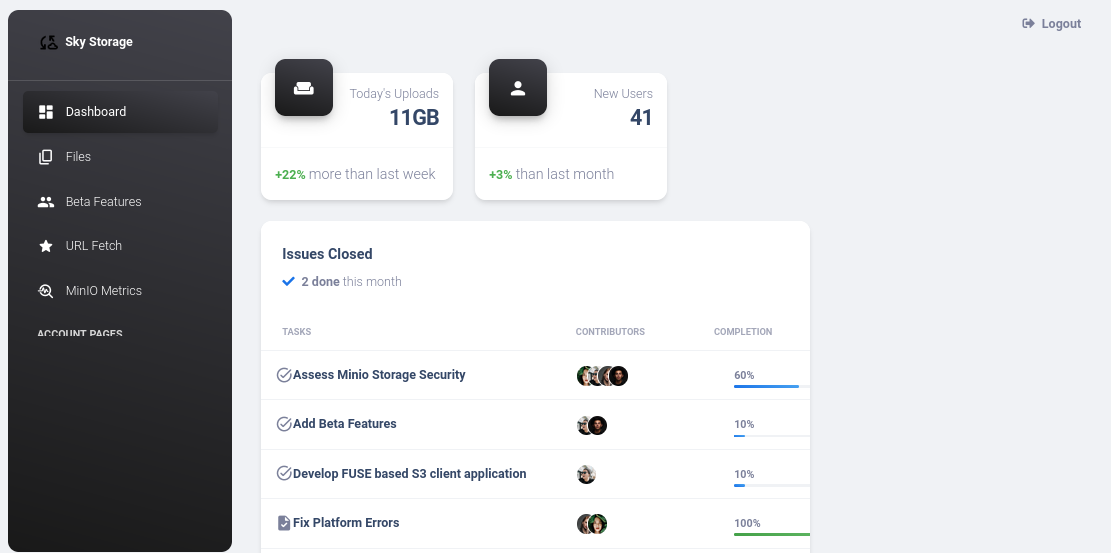 Sky Storage
Dashboard
Files
Beta Features
URL Fetch
MinIO Metrics
ACCOUNT PAGES
Logout
Today's Uploads
11GB
+22% more than last week
New Users
41
+3% than last month
Issues Closed
2 done this month
TASKS CONTRIBUTORS COMPLETION
Assess Minio Storage Security 60%
Add Beta Features 10%
Develop FUSE based S3 client application 10%
Fix Platform Errors 100%